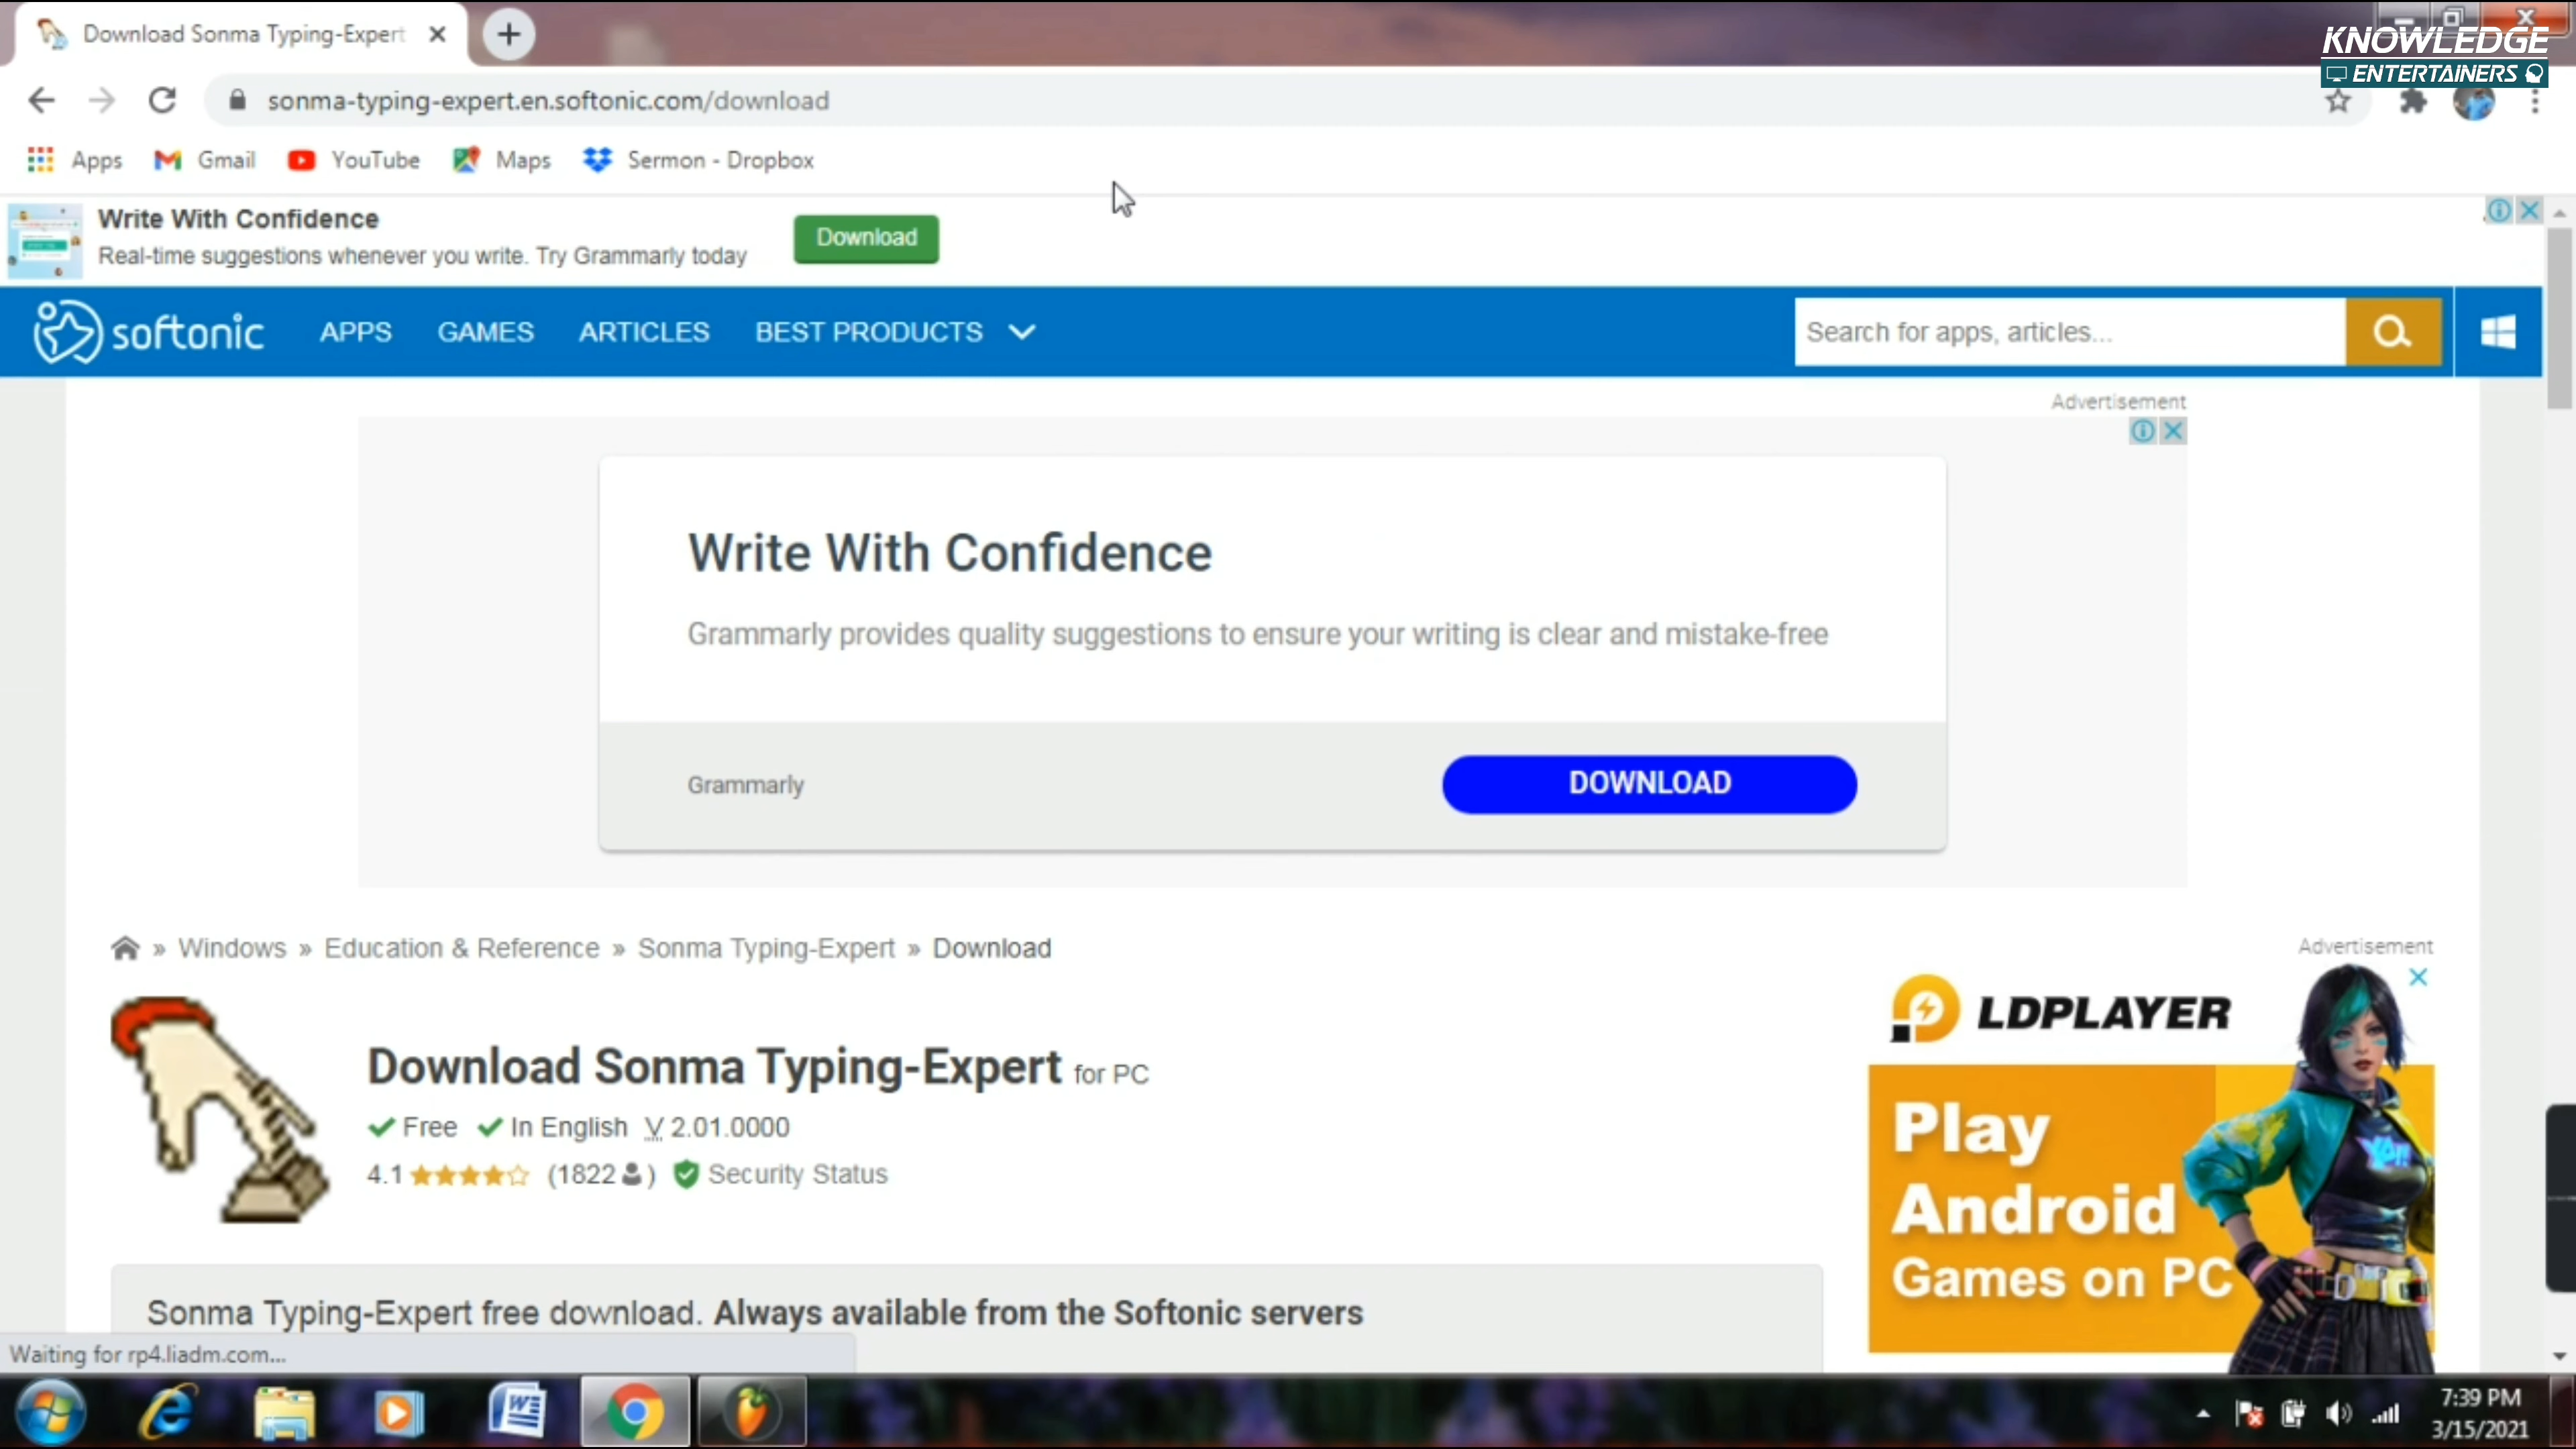 Download Sonma Typing-Expert
KNOWLEDGE
ENTERTAINERS
sonma-typing-expert.en.softonic.com/download
Apps Gmail YouTube Maps Sermon - Dropbox
Write With Confidence
Real-time suggestions whenever you write. Try Grammarly today
Download
softonic APPS GAMES ARTICLES BEST PRODUCTS Search for apps, articles...
Advertisement
Write With Confidence
Grammarly provides quality suggestions to ensure your writing is clear and mistake-free
Grammarly DOWNLOAD
» Windows » Education & Reference » Sonma Typing-Expert » Download
Download Sonma Typing-Expert for PC
Free In English V 2.01.0000
4.1 (1822) Security Status
Sonma Typing-Expert free download. Always available from the Softonic servers
Advertisement
LDPLAYER
Play
Android
Games on PC
Waiting for rp4.liadm.com...
7:39 PM
3/15/2021